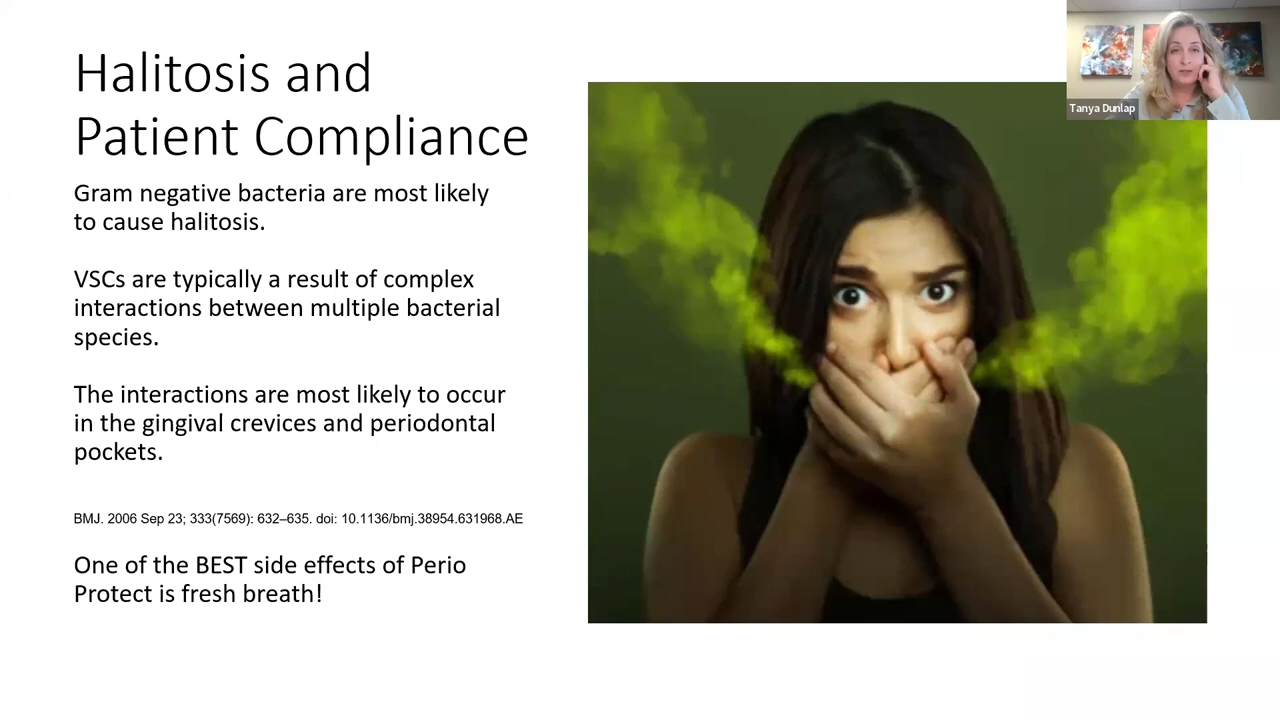 Halitosis and
Patient Compliance
Gram negative bacteria are most likely
to cause halitosis.
VSCs are typically a result of complex
interactions between multiple bacterial
species.
The interactions are most likely to occur
in the gingival crevices and periodontal
pockets.
BMJ. 2006 Sep 23; 333(7569): 632–635. doi: 10.1136/bmj.38954.631968.AE
One of the BEST side effects of Perio
Protect is fresh breath!
Tanya Dunlap